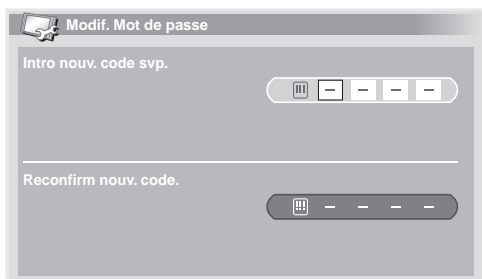 Modif. Mot de passe
Intro nouv. code svp.
– – – –
Reconfirm nouv. code.
– – – –